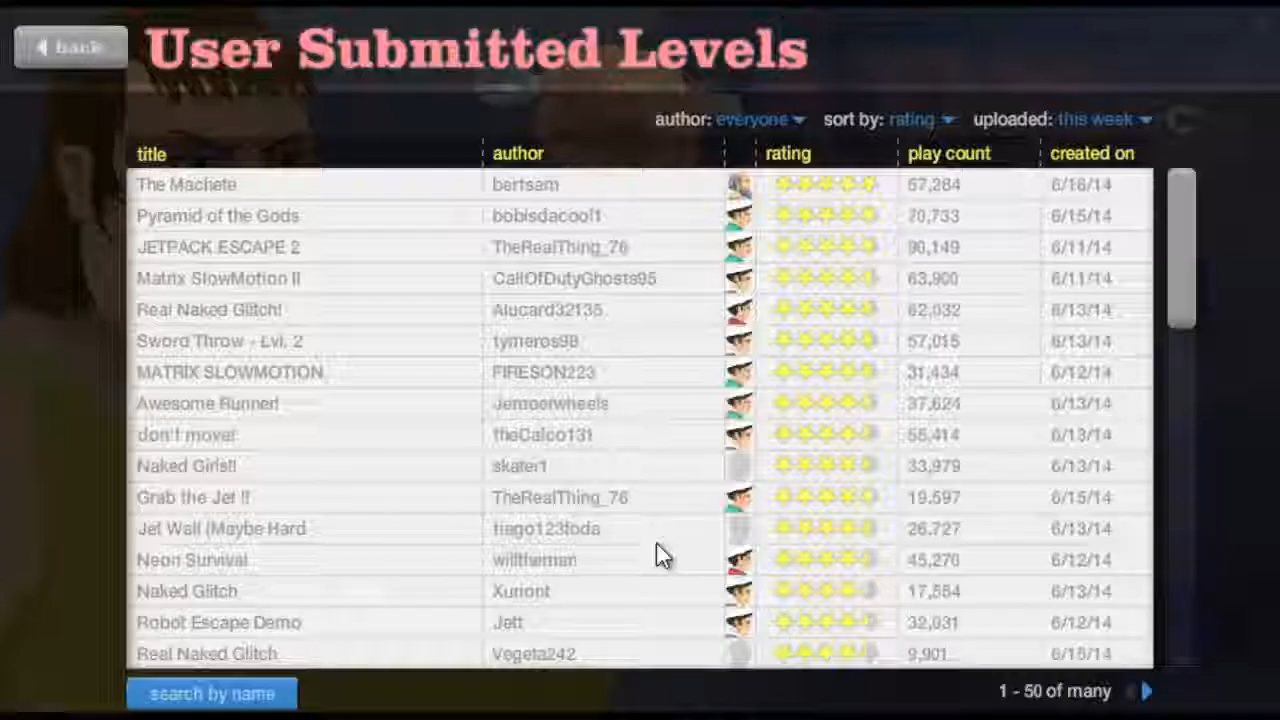 back
User Submitted Levels
author: everyone sort by: rating uploaded: this week
title author rating play count created on
The Machete bertsam 6/16/14
Pyramid of the Gods bobisdacool1 70,733 6/15/14
JETPACK ESCAPE 2 TheRealThing_76 90,149 6/11/14
Matrix SlowMotion II CallOfDutyGhosts95 63,900 6/11/14
Real Naked Glitch! Alucard32135 62,032 6/13/14
Sword Throw - Lvl. 2 tymeros98 57,015 6/13/14
MATRIX SLOWMOTION FIRESON223 31,434 6/12/14
Awesome Runner! 37,624 6/13/14
don't move! theCalco131 55,414 6/13/14
Naked Girls!! skater1 33,979 6/13/14
Grab the Jet !! TheRealThing_76 19,597 6/15/14
Jet Wall (Maybe Hard tiago123foda 26,727 6/13/14
Neon Survival willtheman 45,270 6/12/14
Naked Glitch Xuriont 6/13/14
Robot Escape Demo Jett 32,031 6/12/14
Real Naked Glitch Vegeta242 9,901 6/15/14
search by name
1 - 50 of many